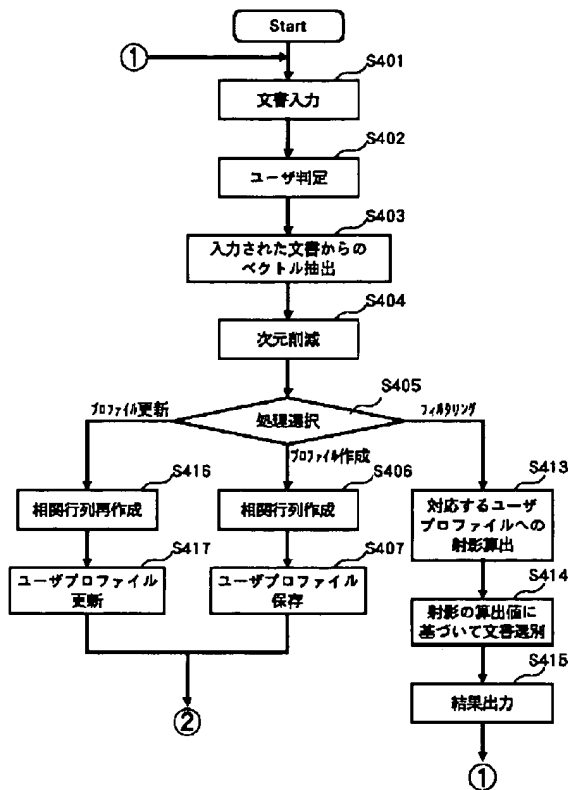 Start
①
S401
文書入力
S402
ユーザ判定
S403
入力された文書からの
ベクトル抽出
S404
次元削減
S405
処理選択
プロファイル更新
プロファイル作成
フィルタリング
S416
相関行列再作成
S406
相関行列作成
S413
対応するユーザ
プロファイルへの
射影算出
S417
ユーザプロファイル
更新
S407
ユーザプロファイル
保存
S414
射影の算出値に
基づいて文書選別
S415
結果出力
②
①